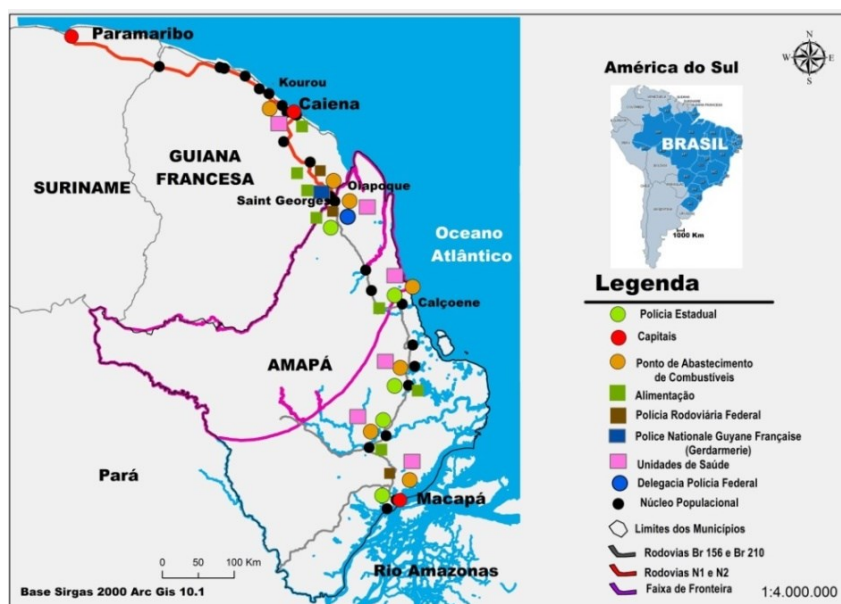 Paramaribo
Kourou
Caiena
GUIANA
FRANCESA
SURINAME
Oiapoque
Saint Georges
Oceano
Atlântico
Calçoene
AMAPÁ
Pará
Macapá
Rio Amazonas
0 50 100 Km
Base Sirgas 2000 Arc Gis 10.1
N
W
E
S
América do Sul
BRASIL
1000 Km
Legenda
Polícia Estadual
Capitais
Ponto de Abastecimento
de Combustíveis
Alimentação
Polícia Rodoviária Federal
Police Nationale Guyane Française
(Gerdarmerie)
Unidades de Saúde
Delegacia Polícia Federal
Núcleo Populacional
Limites dos Municípios
Rodovias Br 156 e Br 210
Rodovias N1 e N2
Faixa de Fronteira
1:4.000.000